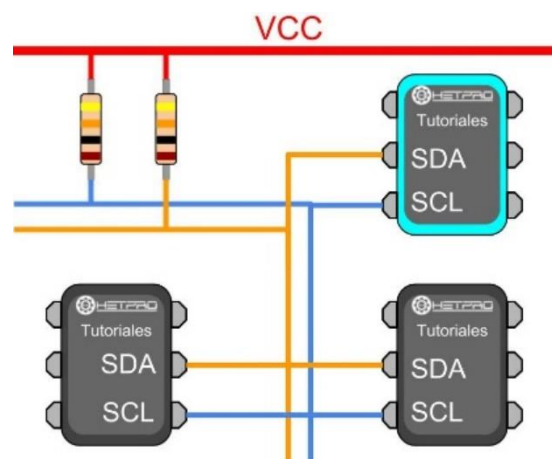 VCC
HETPRO
Tutoriales
SDA
SCL
HETPRO
Tutoriales
SDA
SCL
HETPRO
Tutoriales
SDA
SCL